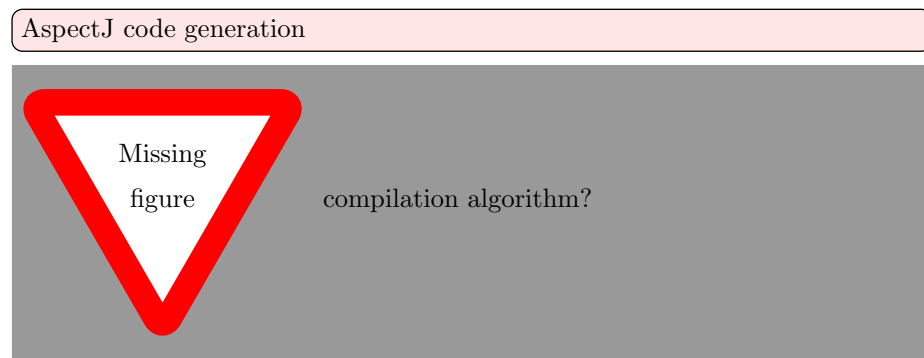 AspectJ code generation
Missing
figure
compilation algorithm?